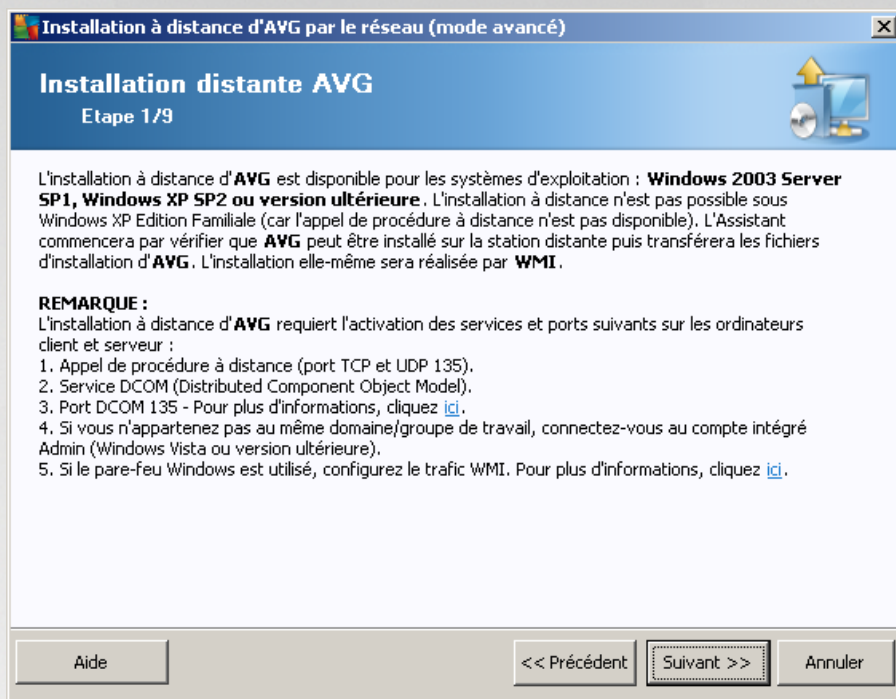 Installation à distance d'AVG par le réseau (mode avancé)
Installation distante AVG
Etape 1/9
L'installation à distance d'AVG est disponible pour les systèmes d'exploitation : Windows 2003 Server
SP1, Windows XP SP2 ou version ultérieure. L'installation à distance n'est pas possible sous
Windows XP Edition Familiale (car l'appel de procédure à distance n'est pas disponible). L'Assistant
commencera par vérifier que AVG peut être installé sur la station distante puis transférera les fichiers
d'installation d'AVG. L'installation elle-même sera réalisée par WMI.
REMARQUE :
L'installation à distance d'AVG requiert l'activation des services et ports suivants sur les ordinateurs
client et serveur :
1. Appel de procédure à distance (port TCP et UDP 135).
2. Service DCOM (Distributed Component Object Model).
3. Port DCOM 135 - Pour plus d'informations, cliquez ici.
4. Si vous n'appartenez pas au même domaine/groupe de travail, connectez-vous au compte intégré
Admin (Windows Vista ou version ultérieure).
5. Si le pare-feu Windows est utilisé, configurez le trafic WMI. Pour plus d'informations, cliquez ici.
Aide
<< Précédent
Suivant >>
Annuler